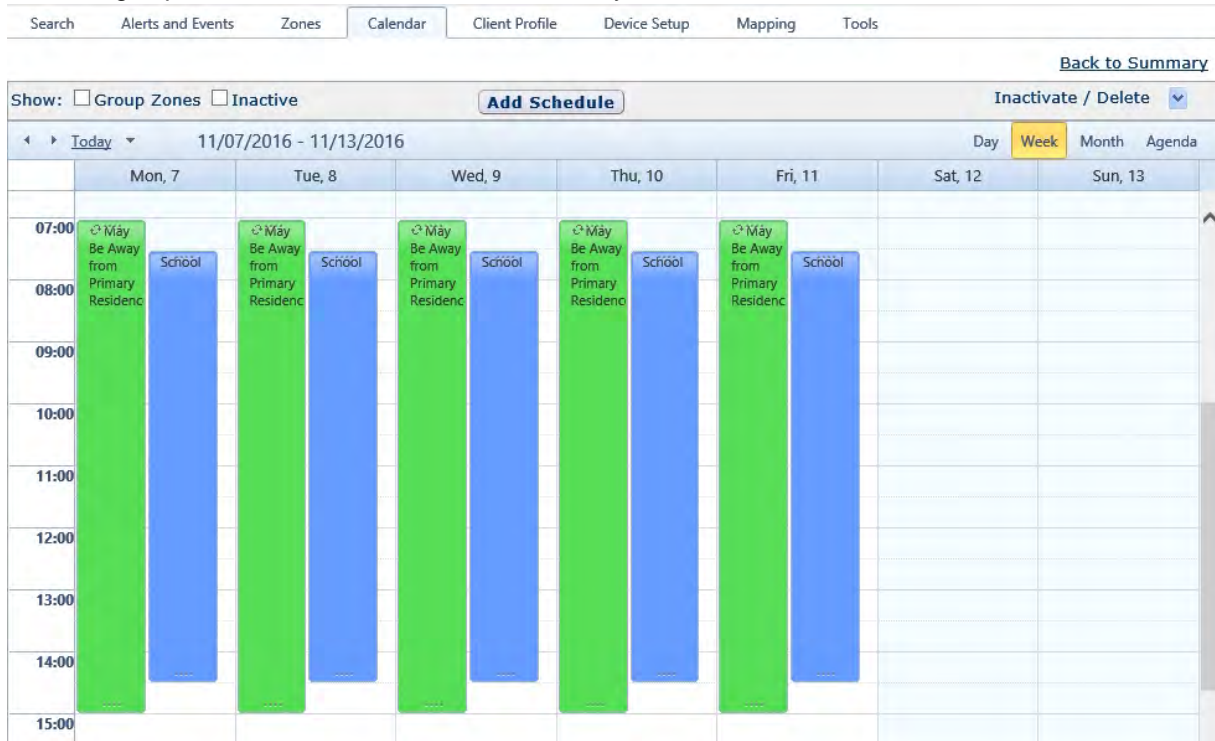 Search Alerts and Events Zones Calendar Client Profile Device Setup Mapping Tools
Back to Summary
Show: Group Zones Inactive Add Schedule Inactivate / Delete
Today 11/07/2016 - 11/13/2016 Day Week Month Agenda
Mon, 7 Tue, 8 Wed, 9 Thu, 10 Fri, 11 Sat, 12 Sun, 13
07:00
May Be Away from Primary Residenc
School
May Be Away from Primary Residenc
School
May Be Away from Primary Residenc
School
May Be Away from Primary Residenc
School
May Be Away from Primary Residenc
School
08:00
09:00
10:00
11:00
12:00
13:00
14:00
15:00